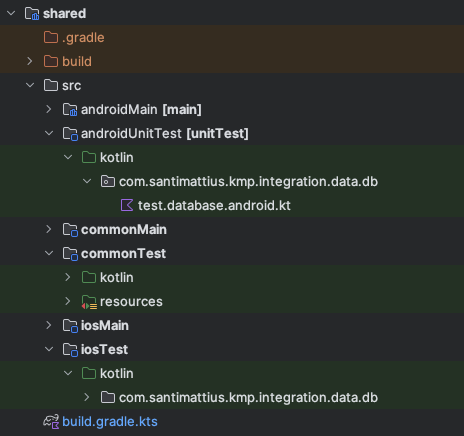 shared
.gradle
build
src
androidMain [main]
androidUnitTest [unitTest]
kotlin
com.santimattius.kmp.integration.data.db
test.database.android.kt
commonMain
commonTest
kotlin
resources
iosMain
iosTest
kotlin
com.santimattius.kmp.integration.data.db
build.gradle.kts